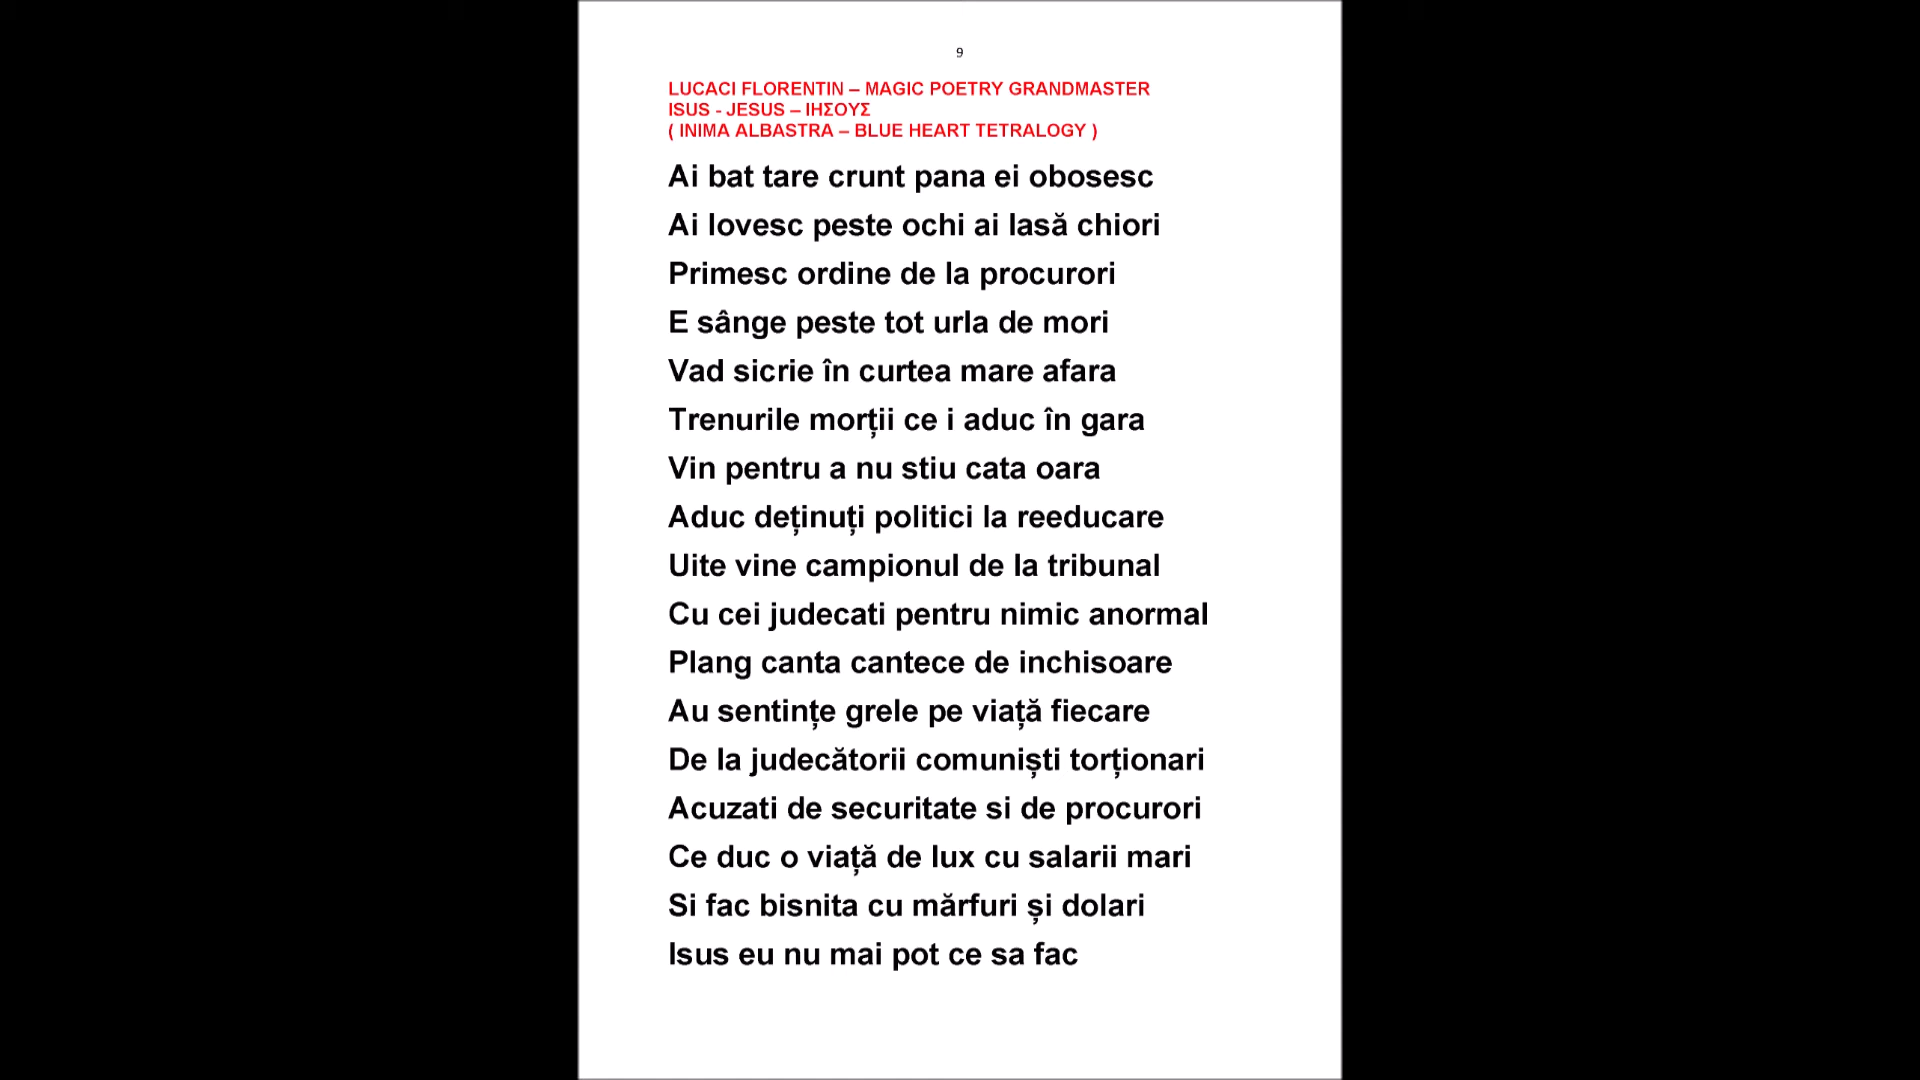 9
LUCACI FLORENTIN – MAGIC POETRY GRANDMASTER
ISUS - JESUS – ΙΗΣΟΥΣ
( INIMA ALBASTRA – BLUE HEART TETRALOGY )
Ai bat tare crunt pana ei obosesc
Ai lovesc peste ochi ai lasă chiori
Primesc ordine de la procurori
E sânge peste tot urla de mori
Vad sicrie în curtea mare afara
Trenurile morții ce i aduc în gara
Vin pentru a nu stiu cata oara
Aduc deținuți politici la reeducare
Uite vine campionul de la tribunal
Cu cei judecati pentru nimic anormal
Plang canta cantece de inchisoare
Au sentințe grele pe viață fiecare
De la judecătorii comuniști torționari
Acuzati de securitate si de procurori
Ce duc o viață de lux cu salarii mari
Si fac bisnita cu mărfuri și dolari
Isus eu nu mai pot ce sa fac